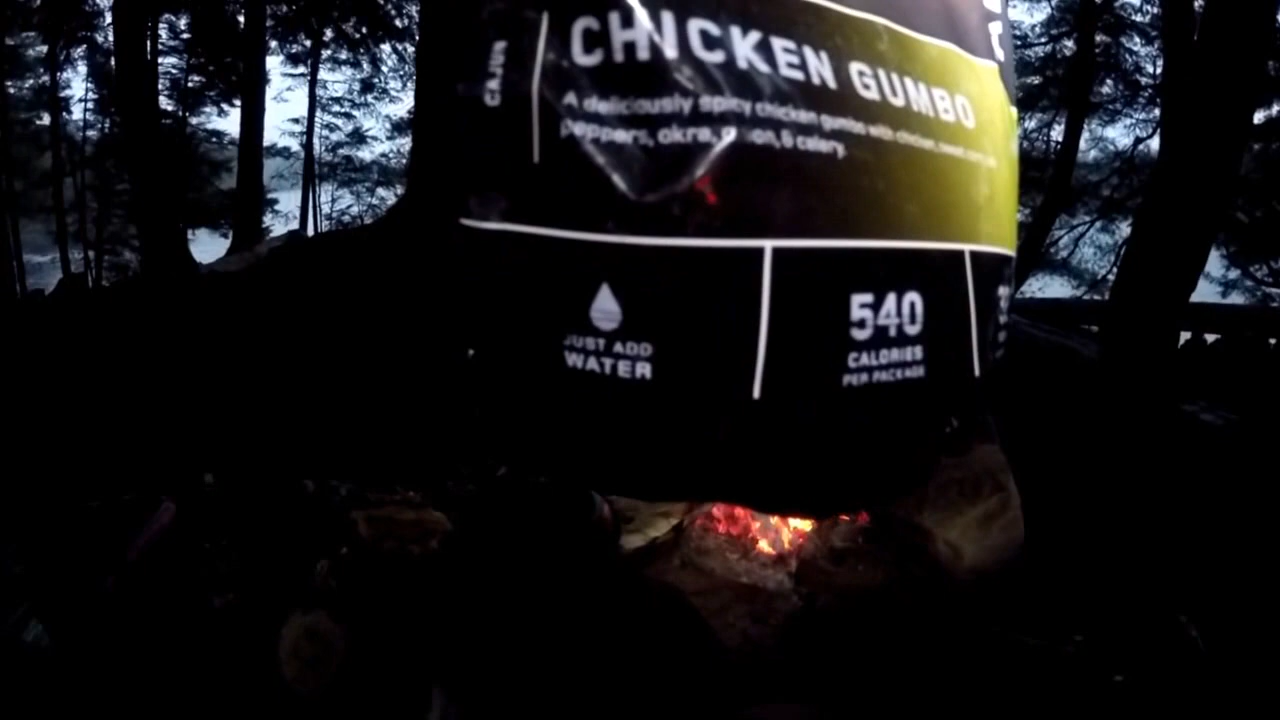 CAJUN
CHICKEN GUMBO
A deliciously spicy chicken gumbo with chicken, sweet
peppers, okra, & celery.
JUST ADD
WATER
540
CALORIES
PER PACKAGE